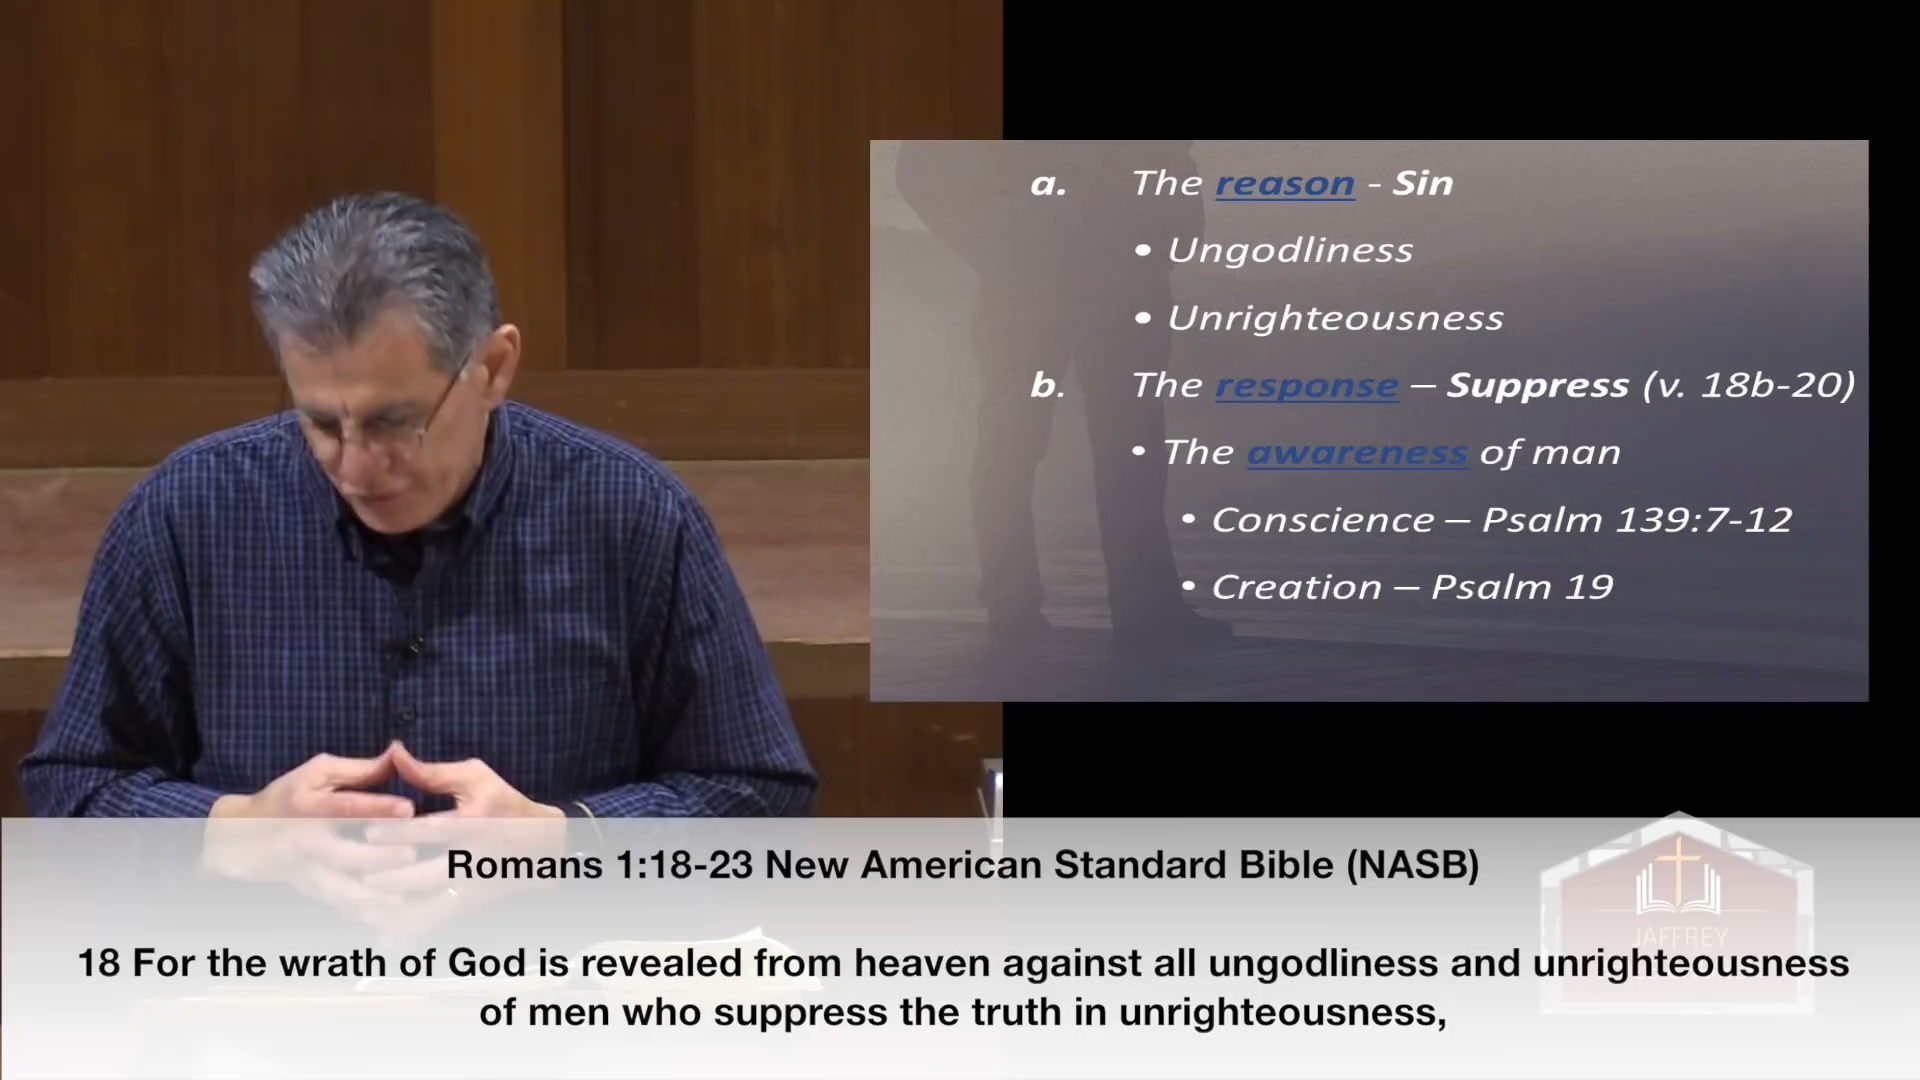 a. The reason - Sin
• Ungodliness
• Unrighteousness
b. The response – Suppress (v. 18b-20)
• The awareness of man
• Conscience – Psalm 139:7-12
• Creation – Psalm 19
Romans 1:18-23 New American Standard Bible (NASB)
JAFFREY
18 For the wrath of God is revealed from heaven against all ungodliness and unrighteousness
of men who suppress the truth in unrighteousness,